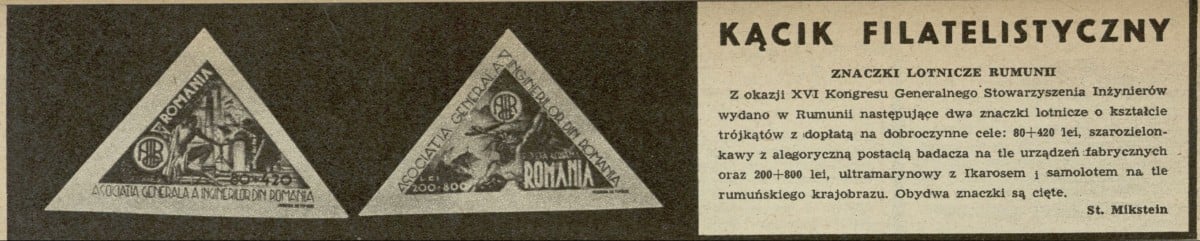 ROMANIA
AGIR
80+420
ASOCIATIA GENERALA A INGINERILOR DIN ROMANIA
ASOCIATIA GENERALA A INGINERILOR DIN ROMANIA
AGIR
LEI
200+800
ROMANIA
KĄCIK FILATELISTYCZNY
ZNACZKI LOTNICZE RUMUNII
Z okazji XVI Kongresu Generalnego Stowarzyszenia Inżynierów
wydano w Rumunii następujące dwa znaczki lotnicze o kształcie
trójkątów z dopłatą na dobroczynne cele: 80+420 lei, szarozielon-
kawy z alegoryczną postacią badacza na tle urządzeń fabrycznych
oraz 200+800 lei, ultramarynowy z Ikarosem i samolotem na tle
rumuńskiego krajobrazu. Obydwa znaczki są cięte.
St. Mikstein